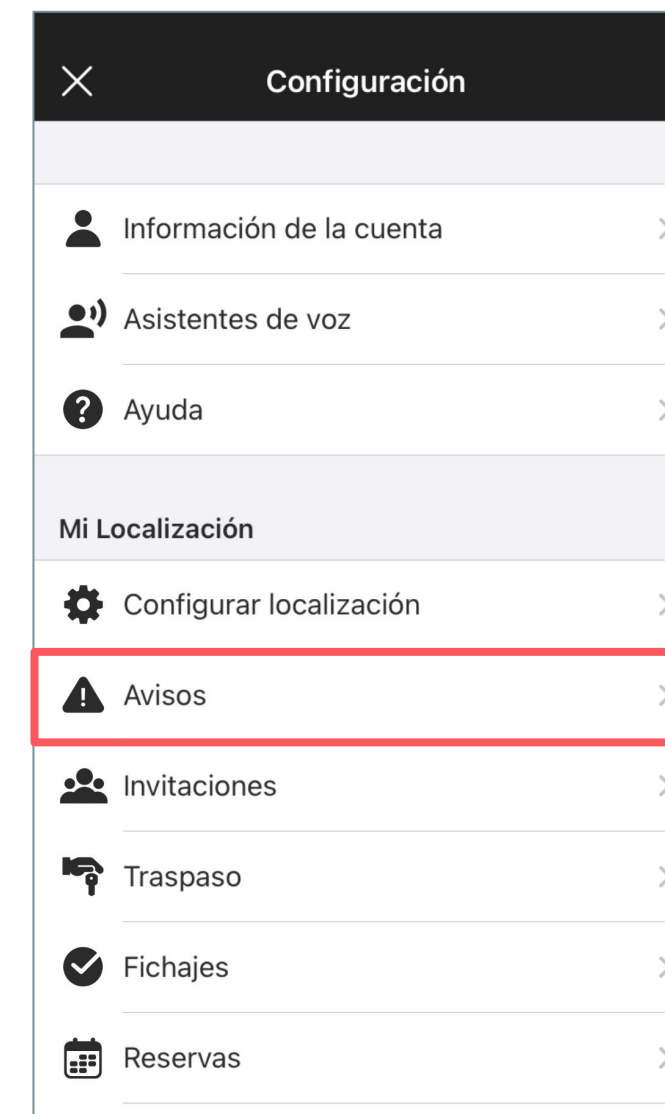 Configuración
Información de la cuenta
Asistentes de voz
Ayuda
Mi Localización
Configurar localización
Avisos
Invitaciones
Traspaso
Fichajes
Reservas